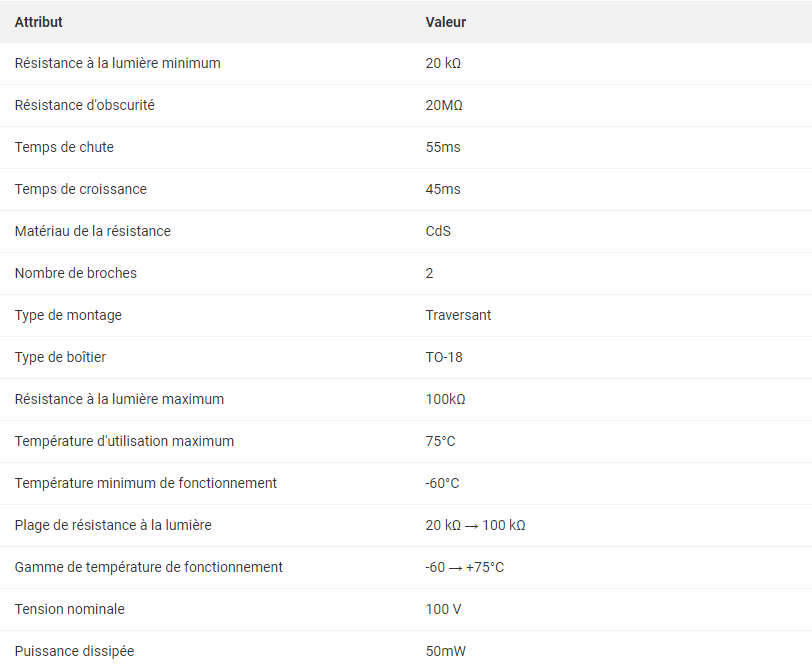 Attribut Valeur
Résistance à la lumière minimum 20 kΩ
Résistance d'obscurité 20MΩ
Temps de chute 55ms
Temps de croissance 45ms
Matériau de la résistance CdS
Nombre de broches 2
Type de montage Traversant
Type de boîtier TO-18
Résistance à la lumière maximum 100kΩ
Température d'utilisation maximum 75°C
Température minimum de fonctionnement -60°C
Plage de résistance à la lumière 20 kΩ → 100 kΩ
Gamme de température de fonctionnement -60 → +75°C
Tension nominale 100 V
Puissance dissipée 50mW